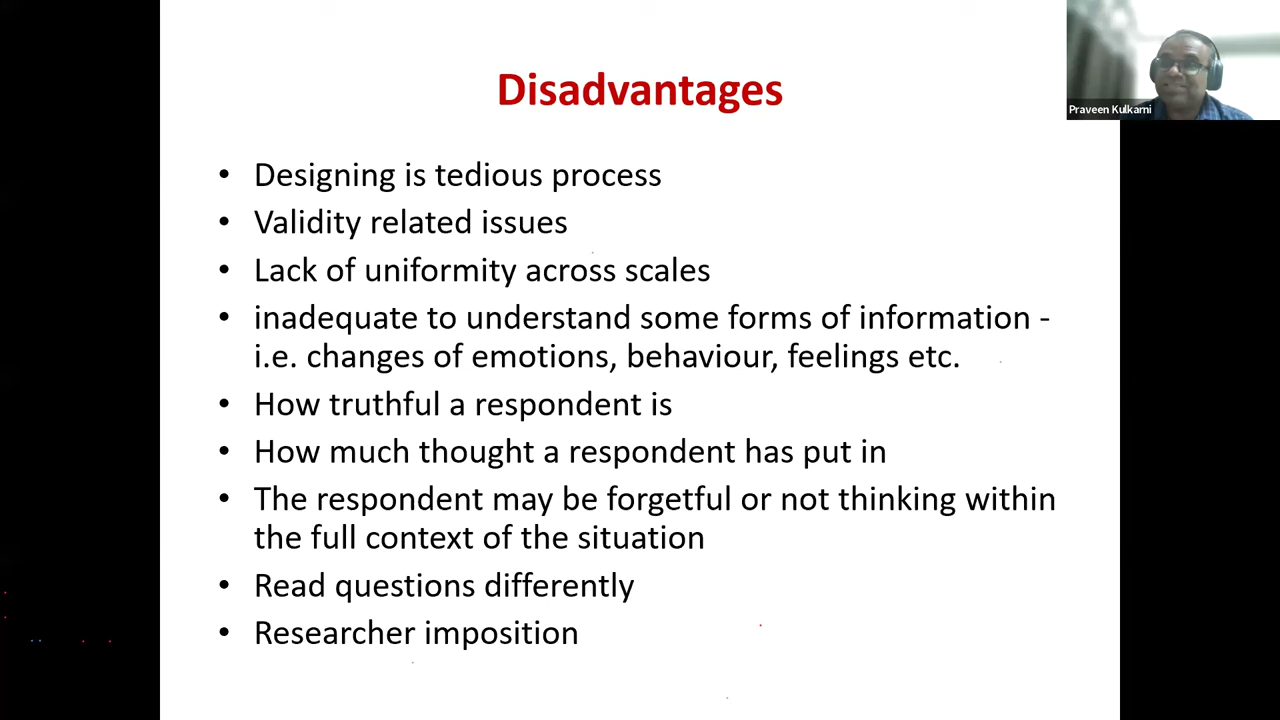 Disadvantages
Praveen Kulkarni
• Designing is tedious process
• Validity related issues
• Lack of uniformity across scales
• inadequate to understand some forms of information -
i.e. changes of emotions, behaviour, feelings etc.
• How truthful a respondent is
• How much thought a respondent has put in
• The respondent may be forgetful or not thinking within
the full context of the situation
• Read questions differently
• Researcher imposition